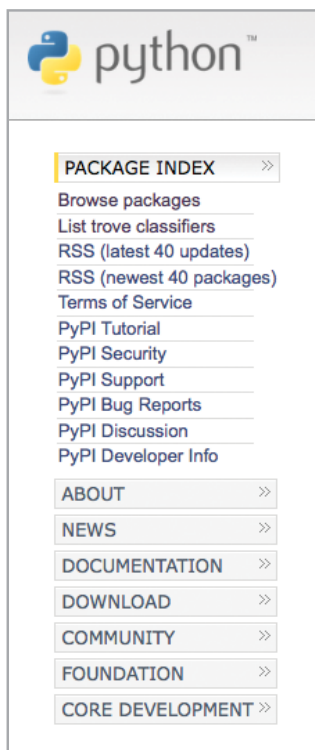 python™
PACKAGE INDEX »
Browse packages
List trove classifiers
RSS (latest 40 updates)
RSS (newest 40 packages)
Terms of Service
PyPI Tutorial
PyPI Security
PyPI Support
PyPI Bug Reports
PyPI Discussion
PyPI Developer Info
ABOUT »
NEWS »
DOCUMENTATION »
DOWNLOAD »
COMMUNITY »
FOUNDATION »
CORE DEVELOPMENT »